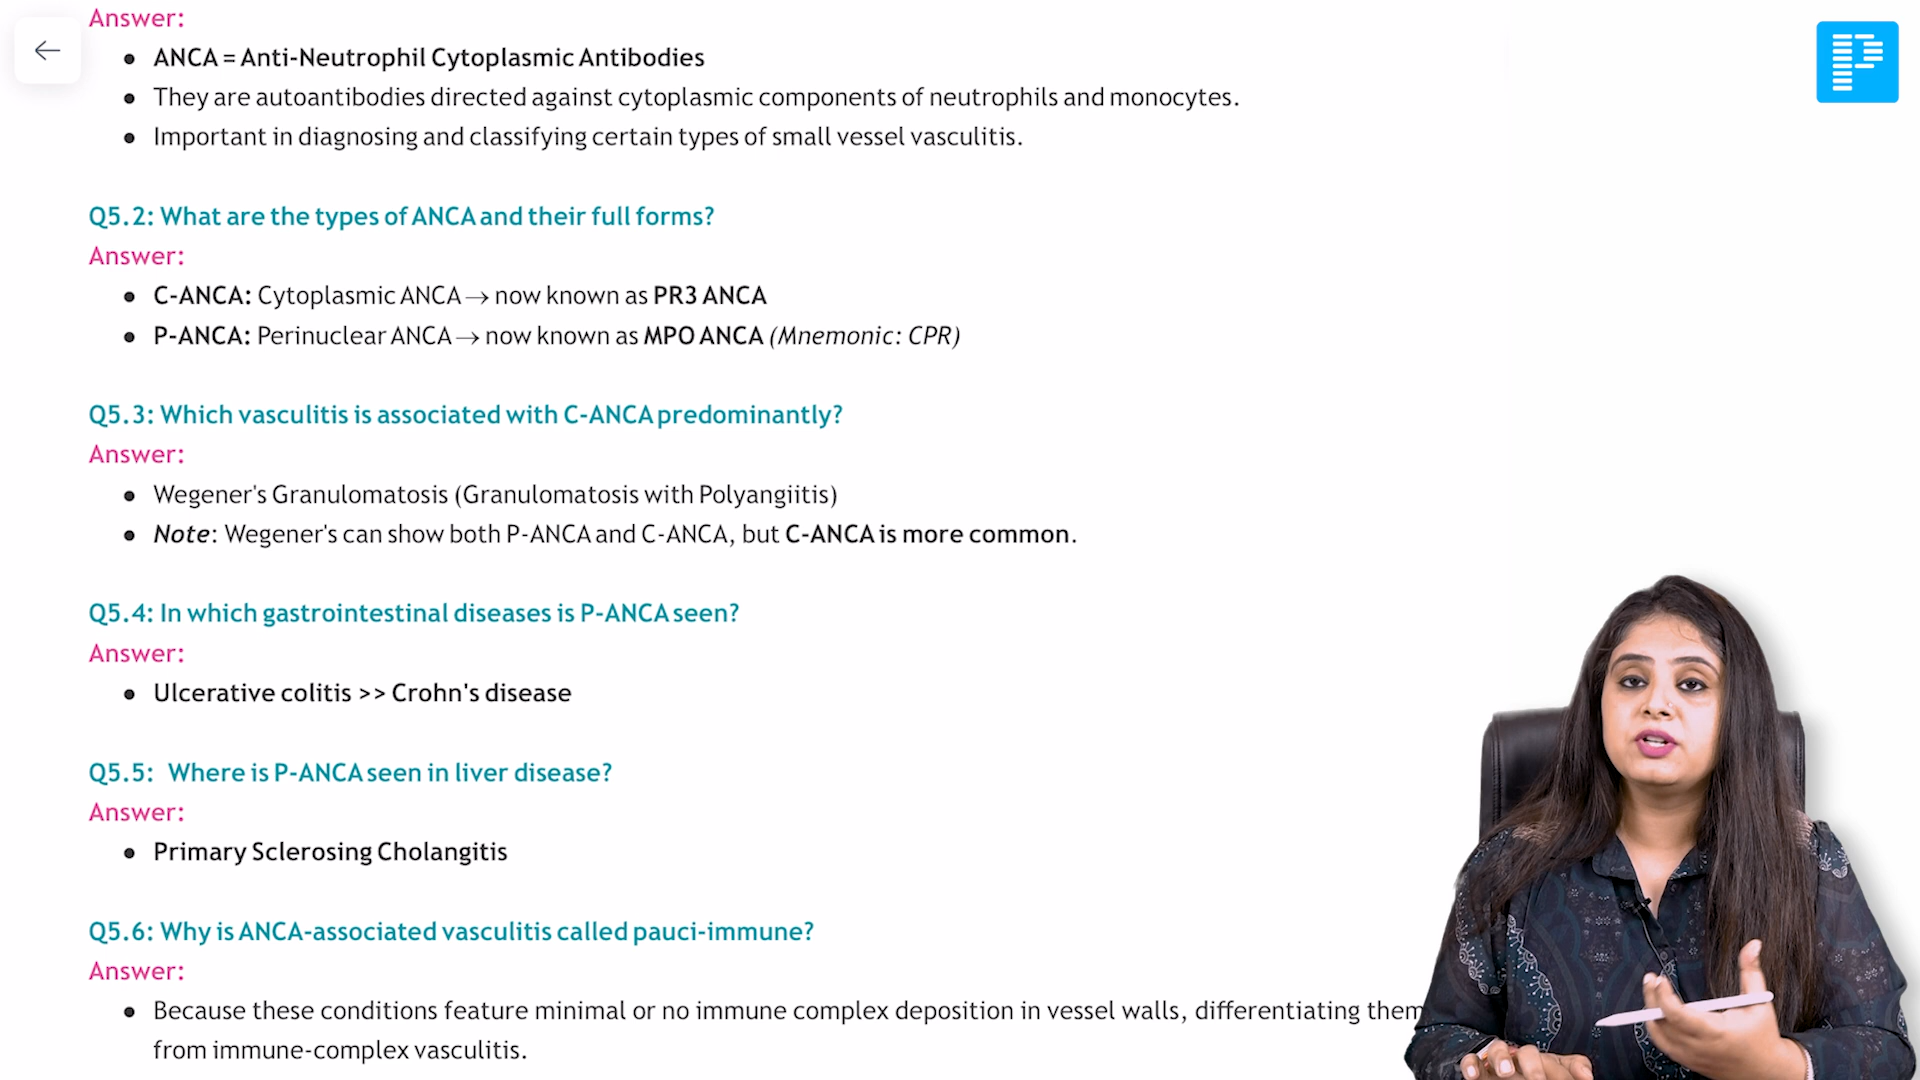 Answer:
• ANCA = Anti-Neutrophil Cytoplasmic Antibodies
• They are autoantibodies directed against cytoplasmic components of neutrophils and monocytes.
• Important in diagnosing and classifying certain types of small vessel vasculitis.
Q5.2: What are the types of ANCA and their full forms?
Answer:
• C-ANCA: Cytoplasmic ANCA → now known as PR3 ANCA
• P-ANCA: Perinuclear ANCA → now known as MPO ANCA (Mnemonic: CPR)
Q5.3: Which vasculitis is associated with C-ANCA predominantly?
Answer:
• Wegener's Granulomatosis (Granulomatosis with Polyangiitis)
• Note: Wegener's can show both P-ANCA and C-ANCA, but C-ANCA is more common.
Q5.4: In which gastrointestinal diseases is P-ANCA seen?
Answer:
• Ulcerative colitis >> Crohn's disease
Q5.5: Where is P-ANCA seen in liver disease?
Answer:
• Primary Sclerosing Cholangitis
Q5.6: Why is ANCA-associated vasculitis called pauci-immune?
Answer:
• Because these conditions feature minimal or no immune complex deposition in vessel walls, differentiating them
from immune-complex vasculitis.